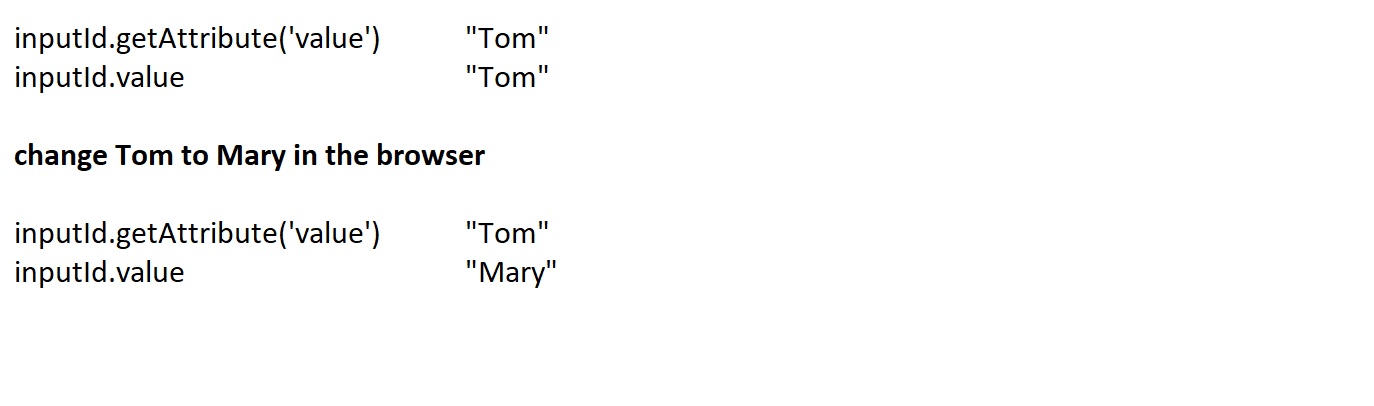 inputId.getAttribute('value') "Tom"
inputId.value "Tom"
change Tom to Mary in the browser
inputId.getAttribute('value') "Tom"
inputId.value "Mary"